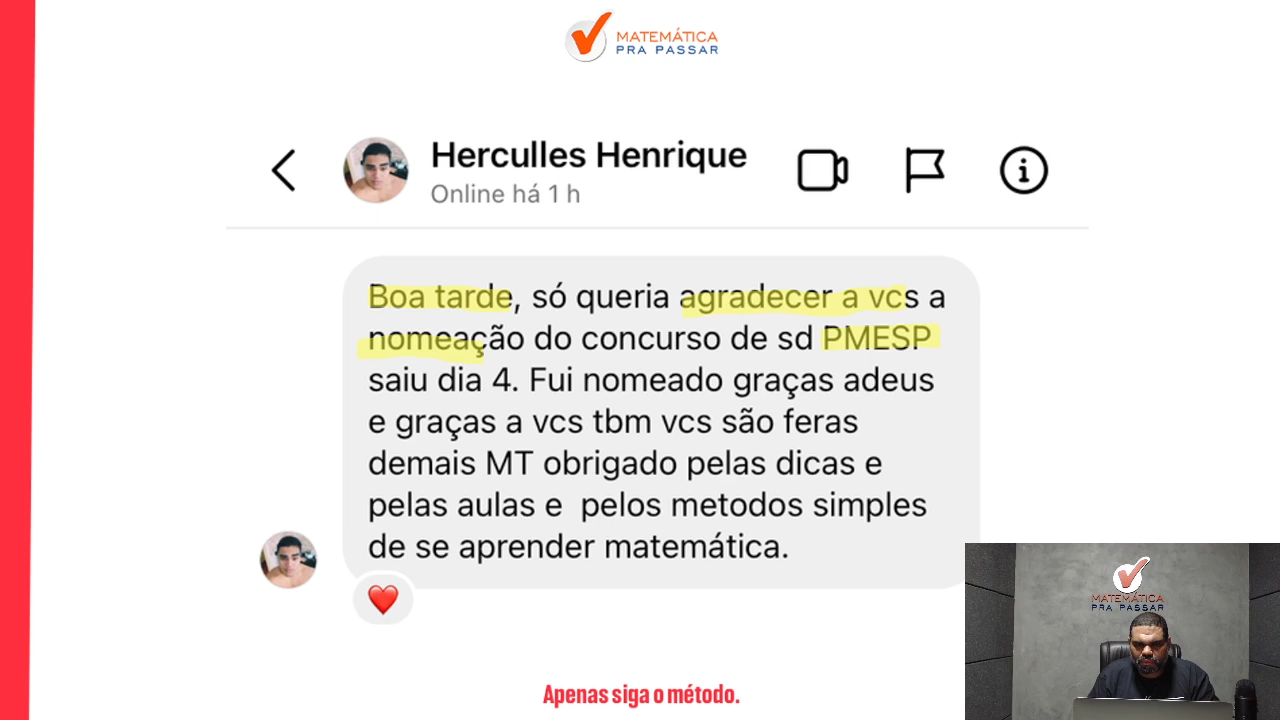 MATEMÁTICA
PRA PASSAR
Herculles Henrique
Online há 1 h
Boa tarde, só queria agradecer a vcs a
nomeação do concurso de sd PMESP
saiu dia 4. Fui nomeado graças adeus
e graças a vcs tbm vcs são feras
demais MT obrigado pelas dicas e
pelas aulas e  pelos metodos simples
de se aprender matemática.
MATEMÁTICA
PRA PASSAR
Apenas siga o método.